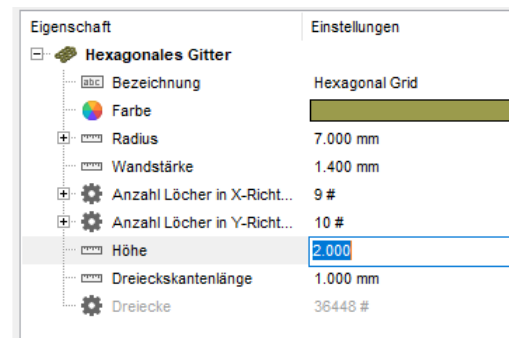 Eigenschaft Einstellungen
Hexagonales Gitter
abc Bezeichnung Hexagonal Grid
Farbe
Radius 7.000 mm
Wandstärke 1.400 mm
Anzahl Löcher in X-Richt... 9 #
Anzahl Löcher in Y-Richt... 10 #
Höhe 2.000
Dreieckskantenlänge 1.000 mm
Dreiecke 36448 #